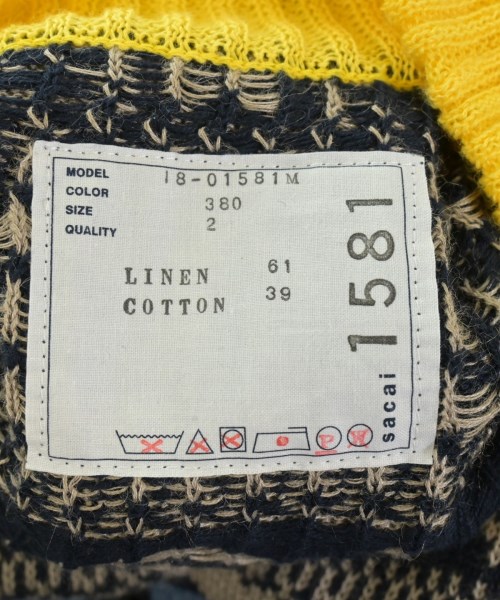 MODEL 18-01581M
COLOR 380
SIZE 2
QUALITY
LINEN 61
COTTON 39
sacai 1581
P W